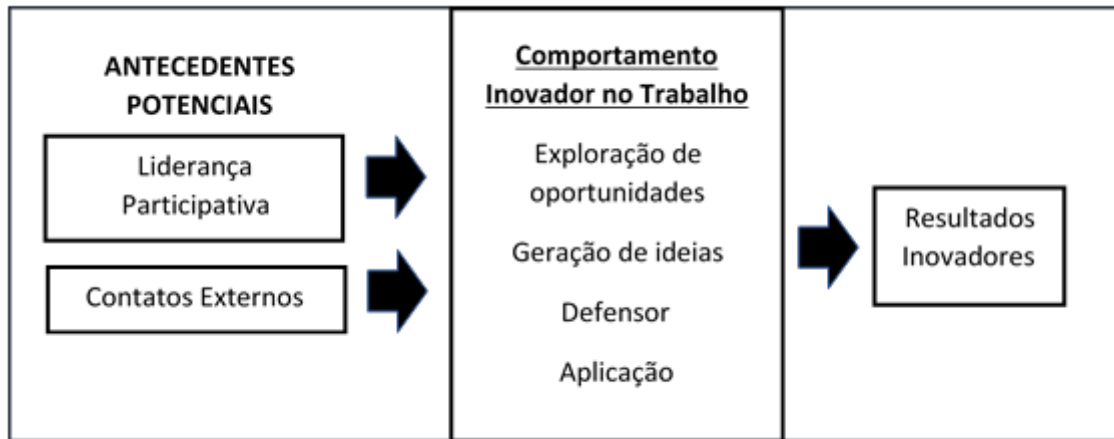 ANTECEDENTES
POTENCIAIS
Liderança
Participativa
Contatos Externos
Comportamento
Inovador no Trabalho
Exploração de
oportunidades
Geração de ideias
Defensor
Aplicação
Resultados
Inovadores